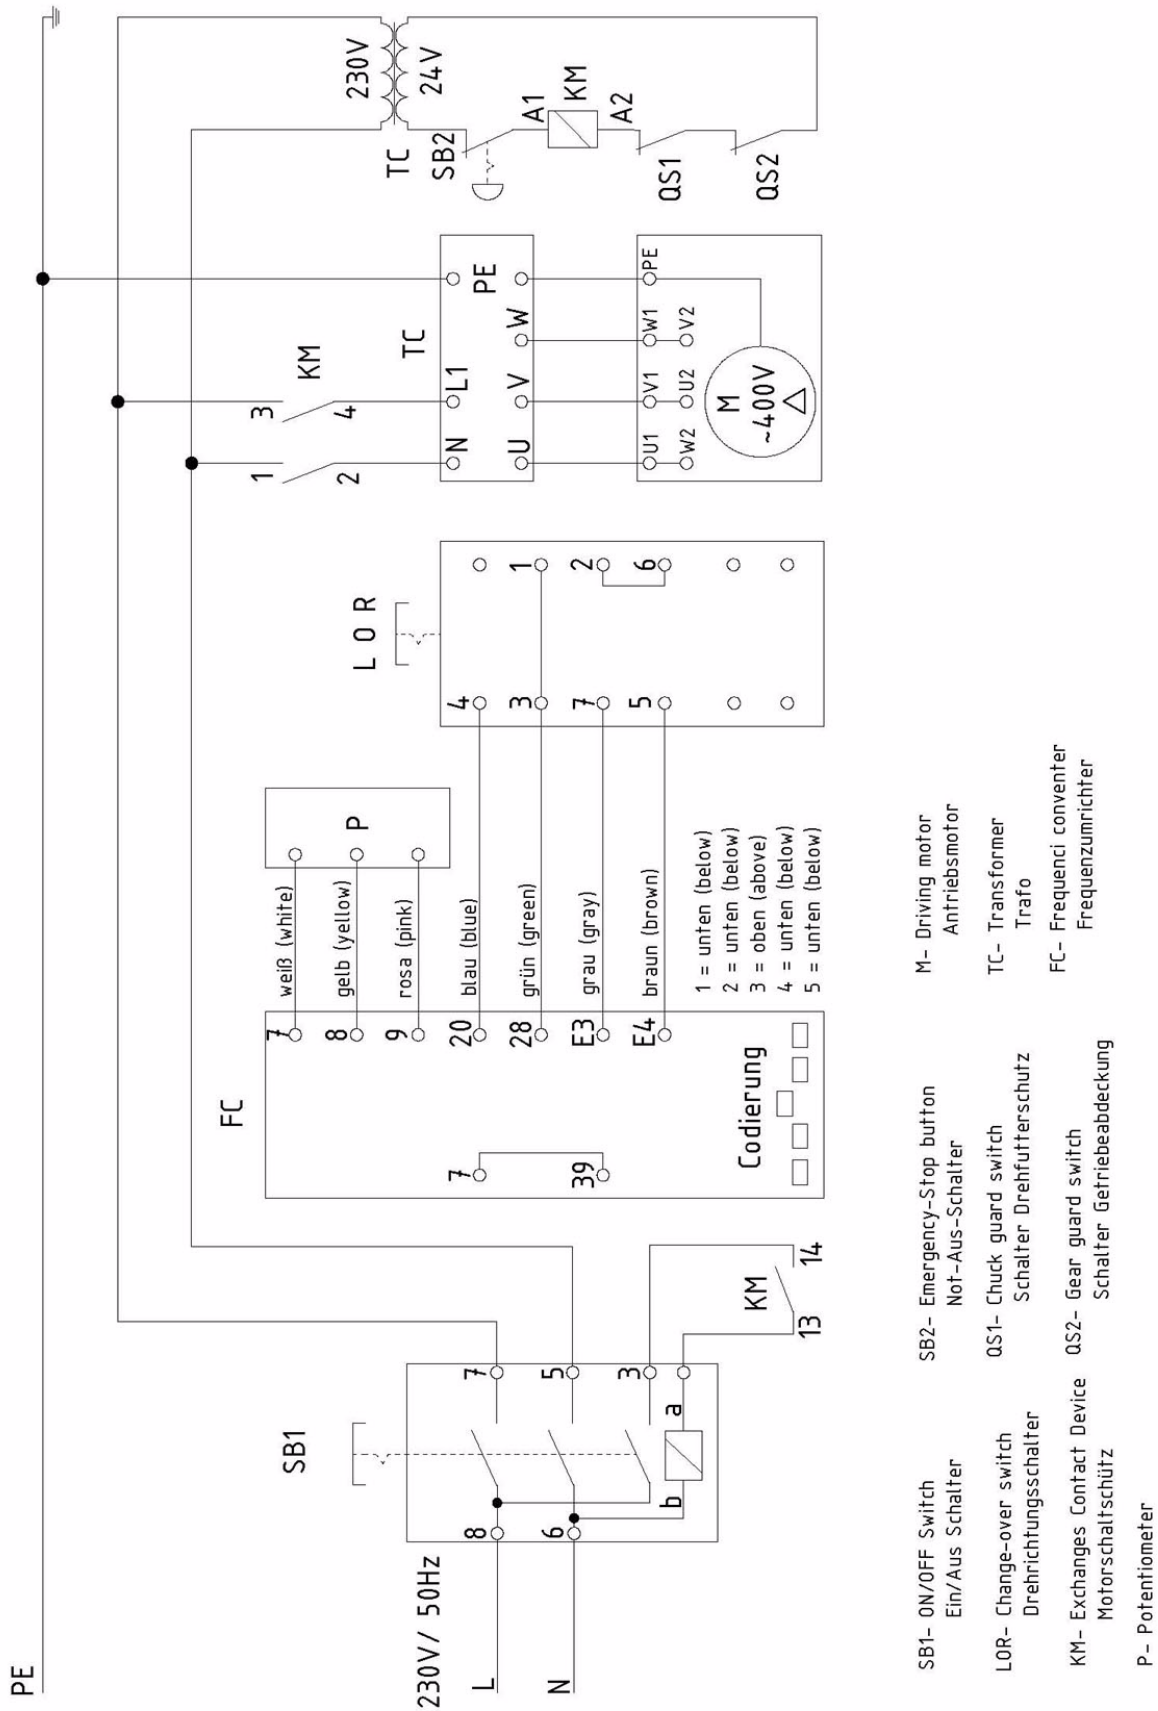 PE
230V/ 50Hz
L
N
SB1
8
7
6
5
3
b
a
KM
13
14
FC
7
39
Codierung
7
8
9
20
28
E3
E4
weiß (white)
gelb (yellow)
rosa (pink)
blau (blue)
grün (green)
grau (gray)
braun (brown)
P
1 = unten (below)
2 = unten (below)
3 = oben (above)
4 = unten (below)
5 = unten (below)
L O R
4
3
7
5
1
2
6
1
2
3
4
KM
TC
N
L1
PE
U
V
W
U1
V1
W1
PE
W2
U2
V2
M
~400V
TC
230V
24V
SB2
A1
KM
A2
QS1
QS2
SB1- ON/OFF Switch
Ein/Aus Schalter
LOR- Change-over switch
Drehrichtungsschalter
KM- Exchanges Contact Device
Motorschaltschütz
P- Potentiometer
SB2- Emergency-Stop button
Not-Aus-Schalter
QS1- Chuck guard switch
Schalter Drehfutterschutz
QS2- Gear guard switch
Schalter Getriebeabdeckung
M- Driving motor
Antriebsmotor
TC- Transformer
Trafo
FC- Frequenci conventer
Frequenzumrichter